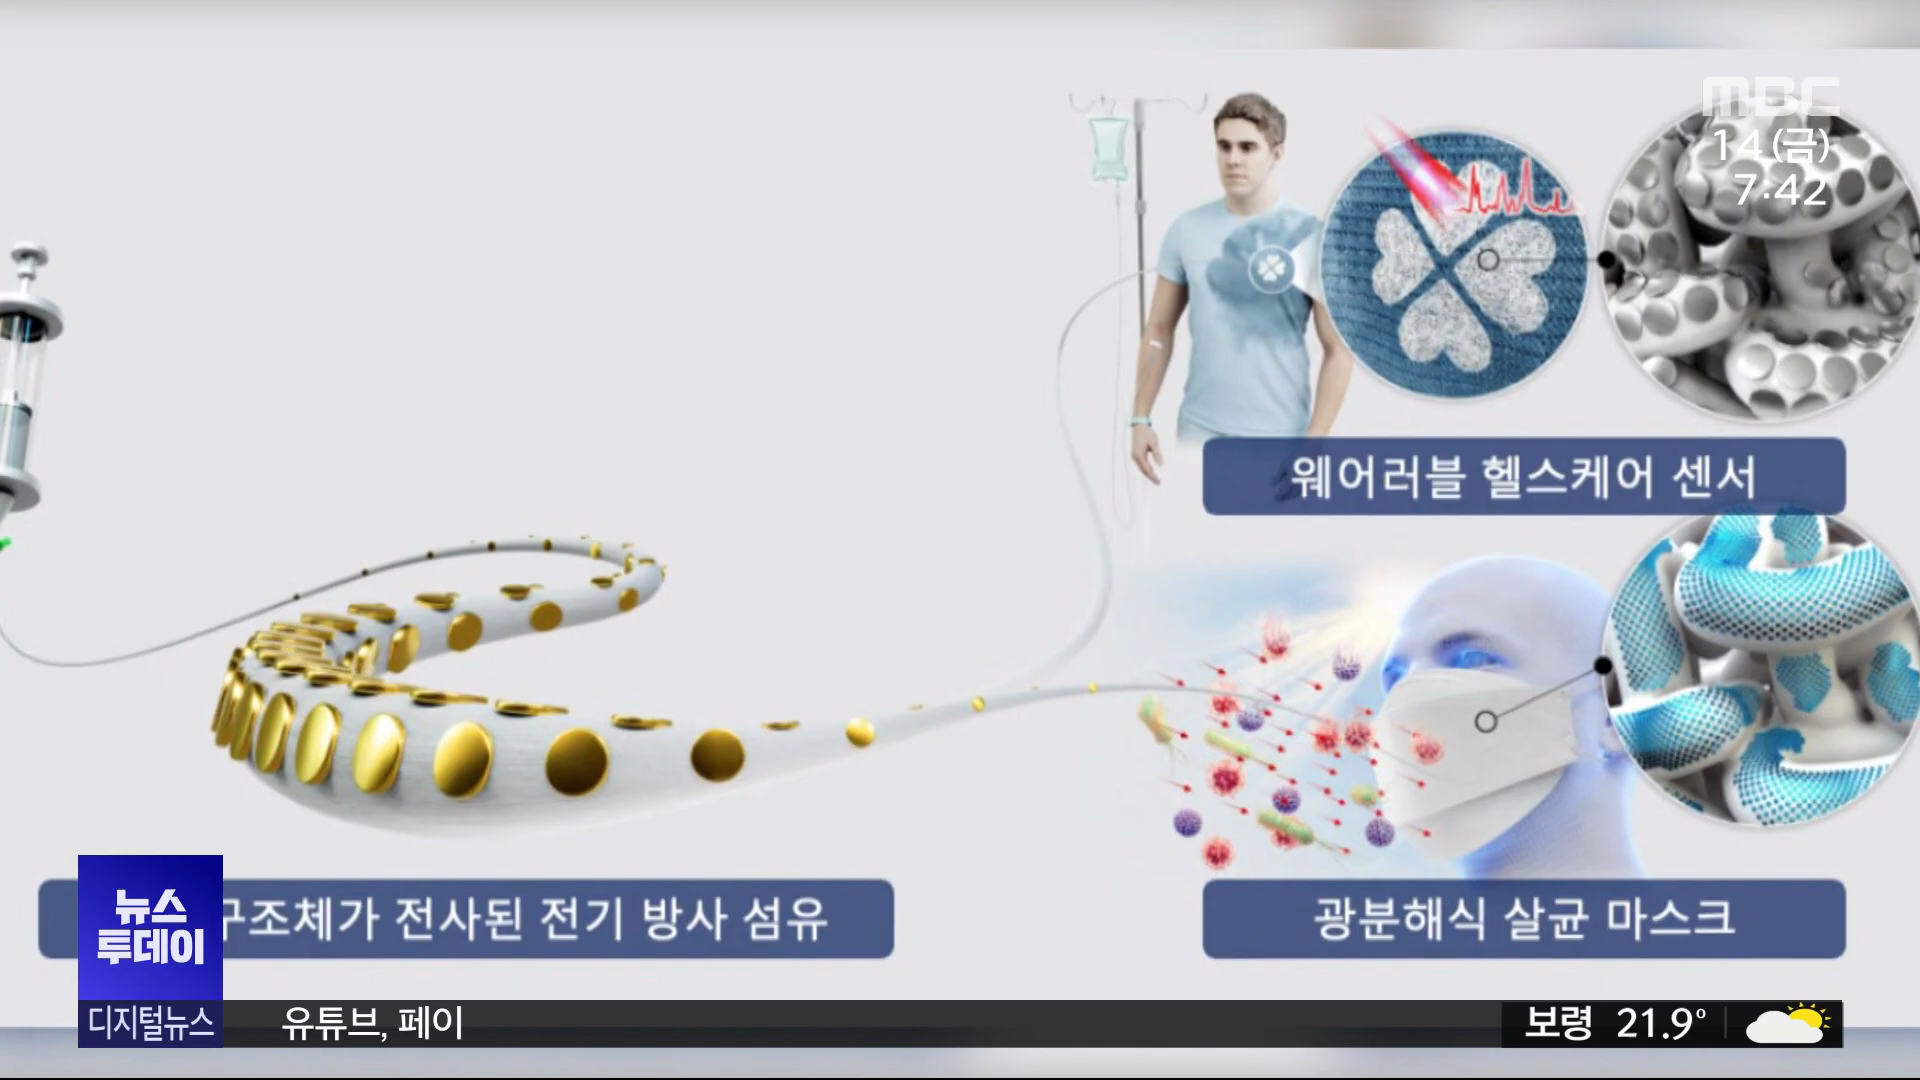 MBC
14(금)
7:42
웨어러블 헬스케어 센서
구조체가 전사된 전기 방사 섬유
광분해식 살균 마스크
뉴스
투데이
디지털뉴스
유튜브, 페이
보령 21.9°